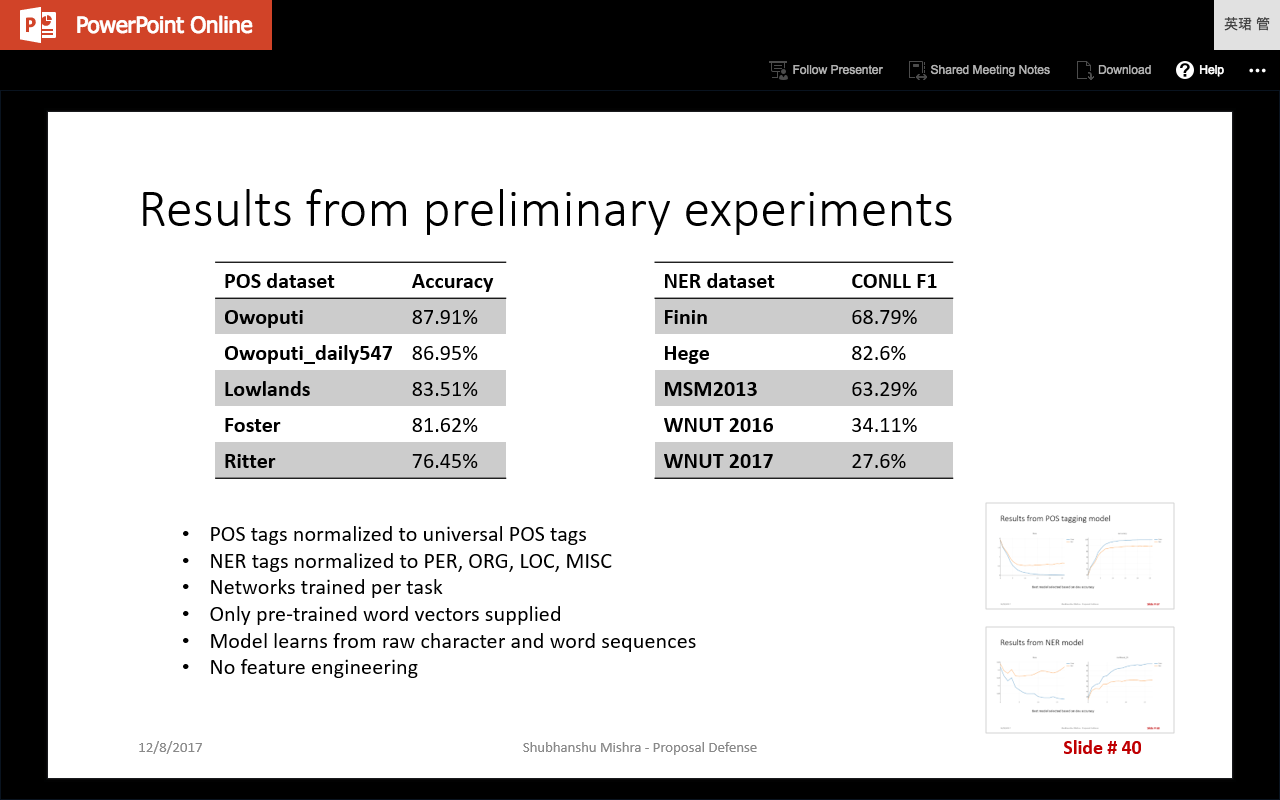 PowerPoint Online
英珺 管
Follow Presenter
Shared Meeting Notes
Download
Help
Results from preliminary experiments
POS dataset Accuracy
Owoputi 87.91%
Owoputi_daily547 86.95%
Lowlands 83.51%
Foster 81.62%
Ritter 76.45%
NER dataset CONLL F1
Finin 68.79%
Hege 82.6%
MSM2013 63.29%
WNUT 2016 34.11%
WNUT 2017 27.6%
• POS tags normalized to universal POS tags
• NER tags normalized to PER, ORG, LOC, MISC
• Networks trained per task
• Only pre-trained word vectors supplied
• Model learns from raw character and word sequences
• No feature engineering
Results from POS tagging model
Results from NER model
12/8/2017
Shubhanshu Mishra - Proposal Defense
Slide # 40